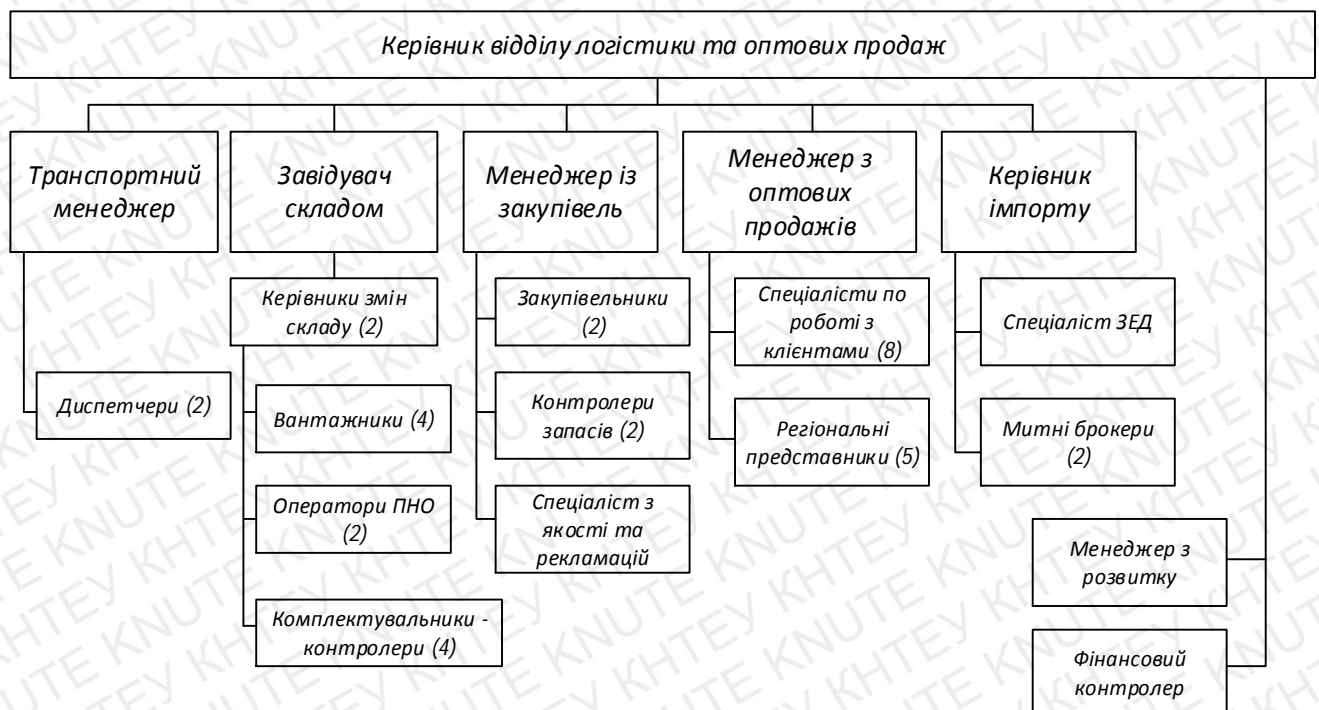 Керівник відділу логістики та оптових продаж
Транспортний
менеджер
Завідувач
складом
Менеджер із
закупівель
Менеджер з
оптових
продажів
Керівник
імпорту
Керівники змін
складу (2)
Закупівельники
(2)
Спеціалісти по
роботі з
клієнтами (8)
Спеціаліст ЗЕД
Диспетчери (2)
Вантажники (4)
Контролери
запасів (2)
Регіональні
представники (5)
Митні брокери
(2)
Оператори ПНО
(2)
Спеціаліст з
якості та
рекламацій
Менеджер з
розвитку
Комплектувальники -
контролери (4)
Фінансовий
контролер